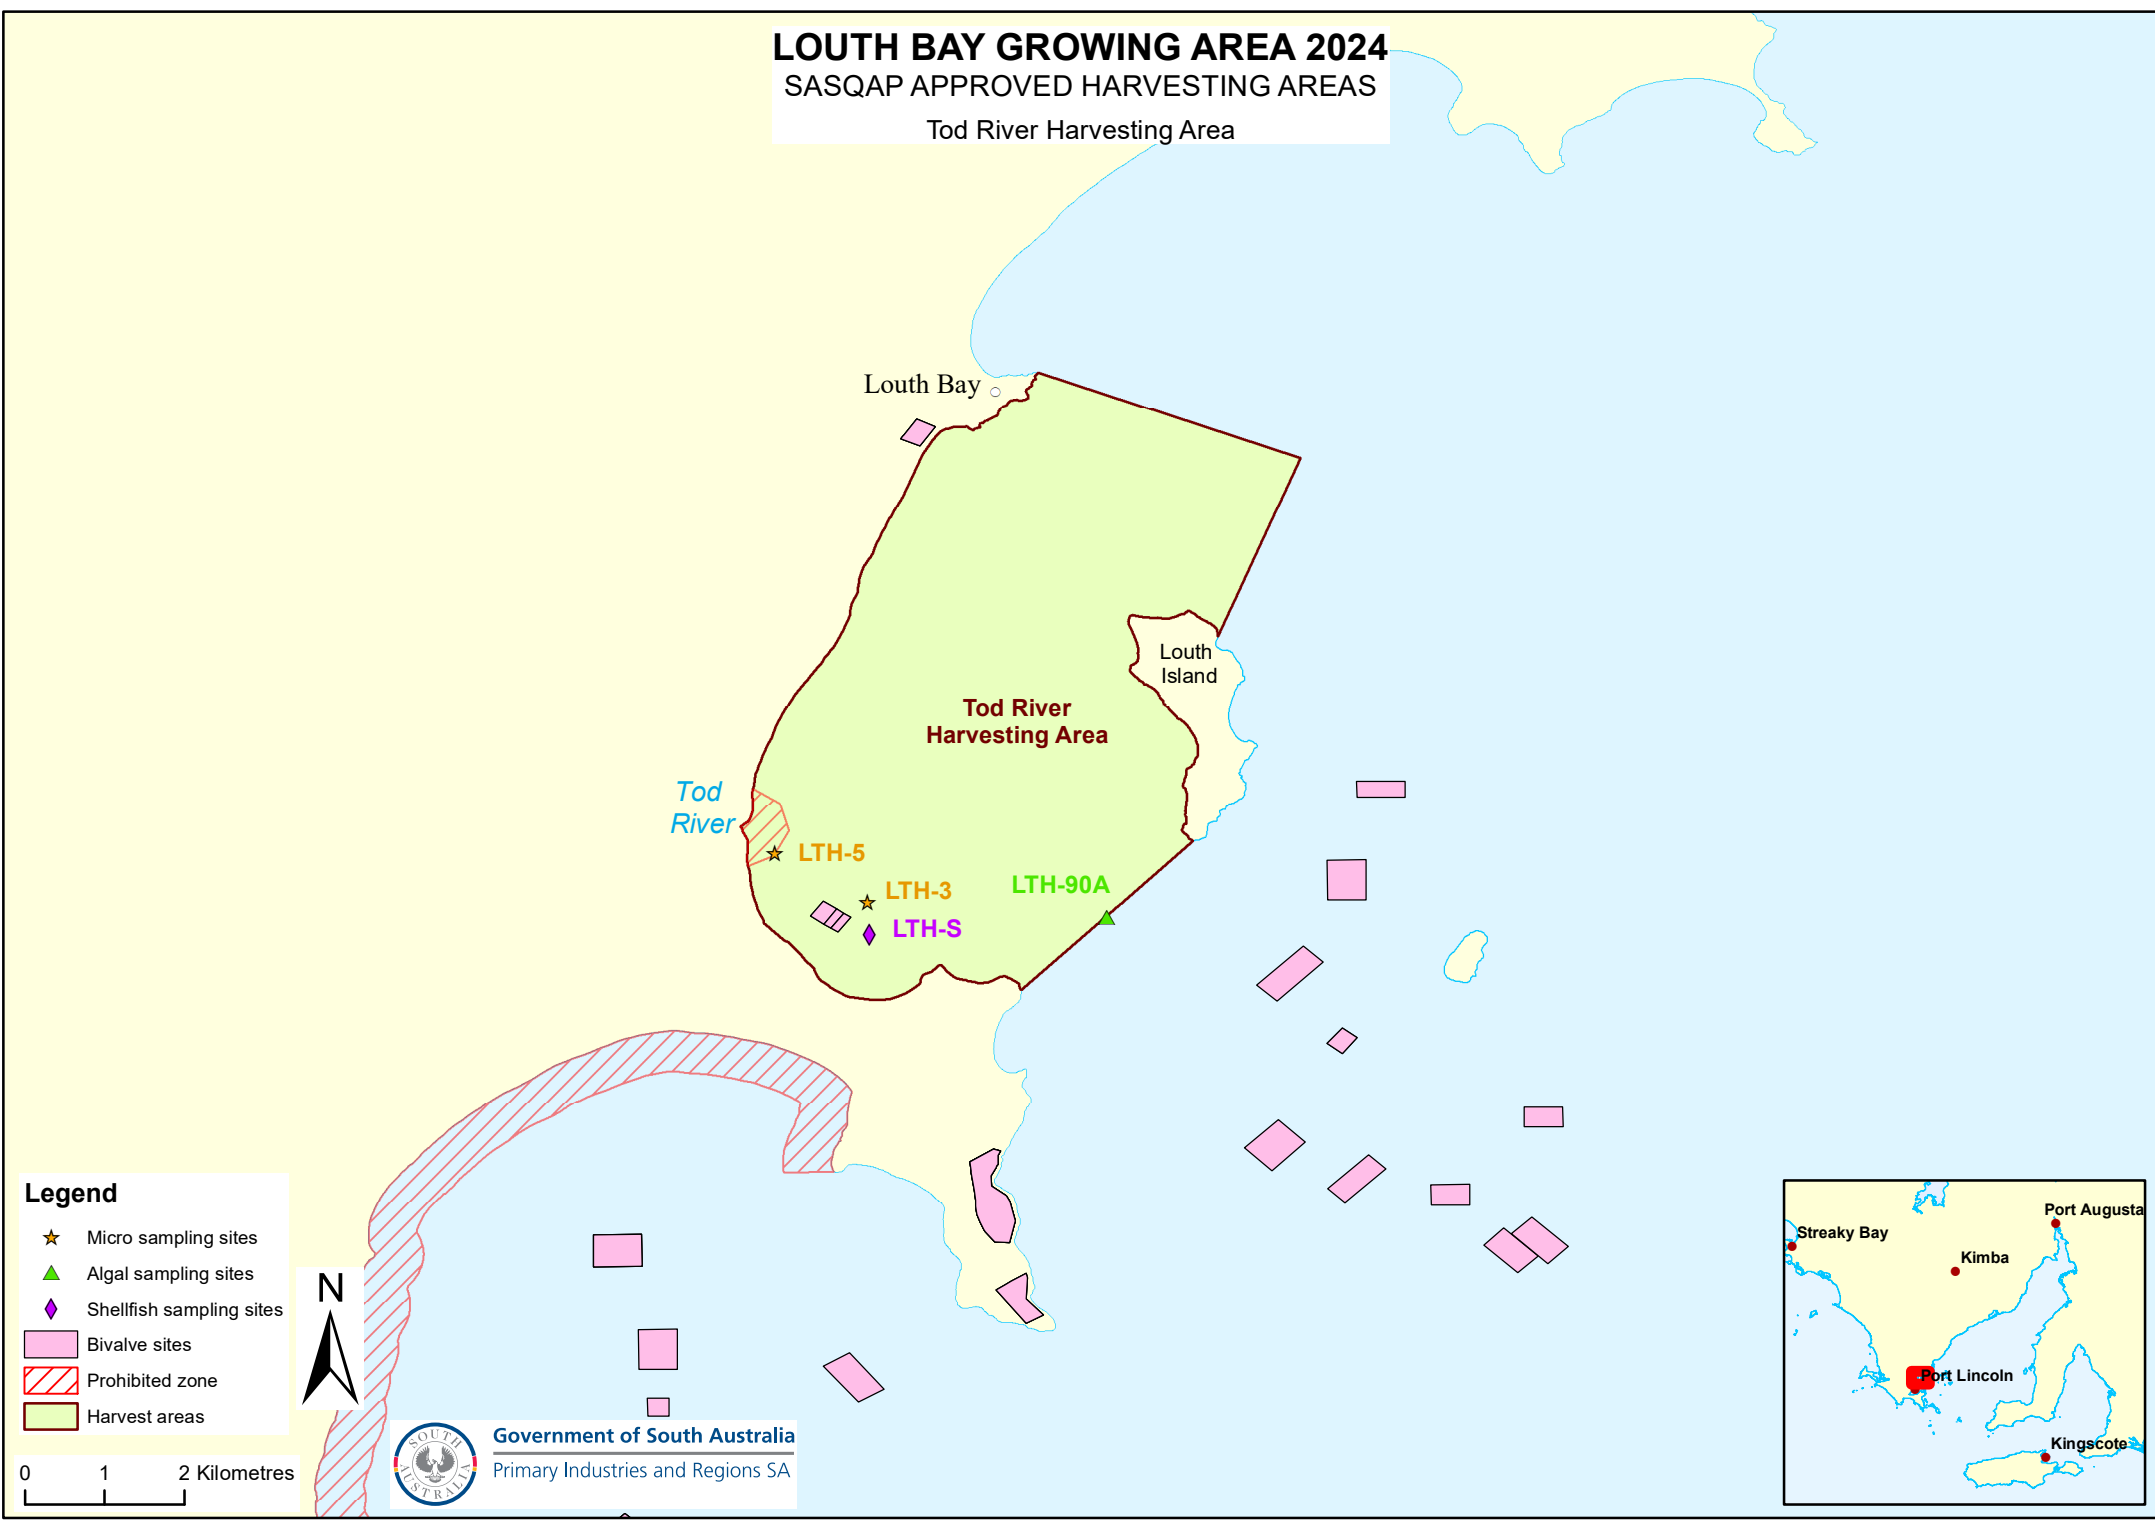 LOUTH BAY GROWING AREA 2024
SASQAP APPROVED HARVESTING AREAS
Tod River Harvesting Area
Louth Bay
Louth
Island
Tod River
Harvesting Area
Tod
River
LTH-5
LTH-3
LTH-90A
LTH-S
Legend
Micro sampling sites
Algal sampling sites
Shellfish sampling sites
Bivalve sites
Prohibited zone
Harvest areas
N
0 1 2 Kilometres
SOUTH
AUSTRALIA
Government of South Australia
Primary Industries and Regions SA
Port Augusta
Streaky Bay
Kimba
Port Lincoln
Kingscote